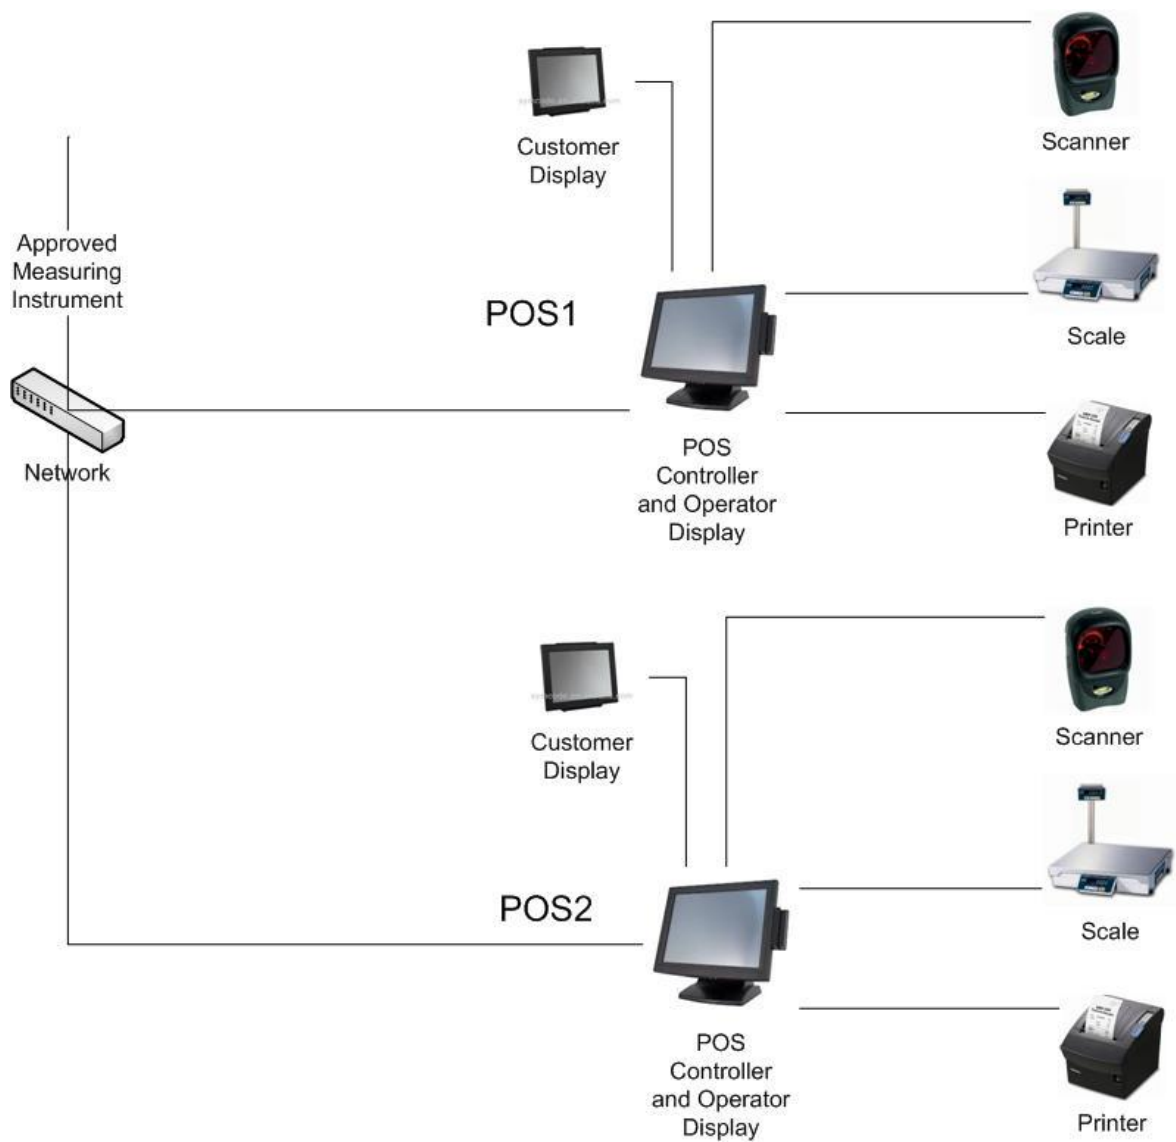 Customer
Display
Scanner
Approved
Measuring
Instrument
POS1
Scale
Network
POS
Controller
and Operator
Display
Printer
Customer
Display
Scanner
POS2
Scale
POS
Controller
and Operator
Display
Printer